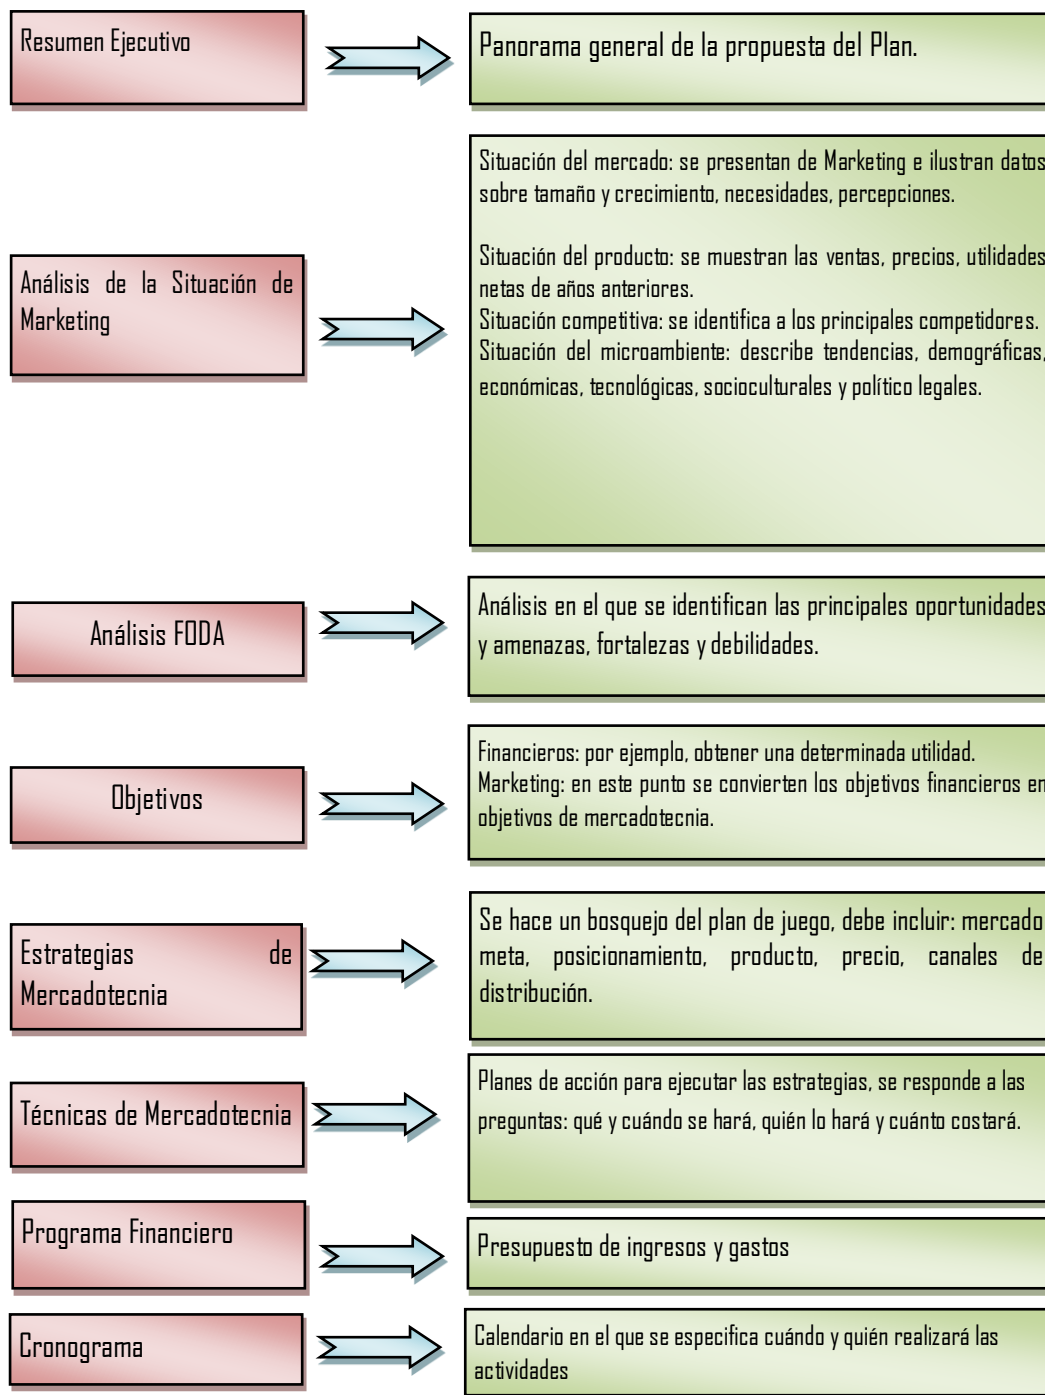 Resumen Ejecutivo
Panorama general de la propuesta del Plan.
Situación del mercado: se presentan de Marketing e ilustran datos
sobre tamaño y crecimiento, necesidades, percepciones.
Situación del producto: se muestran las ventas, precios, utilidades
netas de años anteriores.
Situación competitiva: se identifica a los principales competidores.
Situación del microambiente: describe tendencias, demográficas,
económicas, tecnológicas, socioculturales y político legales.
Análisis de la Situación de
Marketing
Análisis FODA
Análisis en el que se identifican las principales oportunidades
y amenazas, fortalezas y debilidades.
Objetivos
Financieros: por ejemplo, obtener una determinada utilidad.
Marketing: en este punto se convierten los objetivos financieros en
objetivos de mercadotecnia.
Estrategias de
Mercadotecnia
Se hace un bosquejo del plan de juego, debe incluir: mercado
meta, posicionamiento, producto, precio, canales de
distribución.
Técnicas de Mercadotecnia
Planes de acción para ejecutar las estrategias, se responde a las
preguntas: qué y cuándo se hará, quién lo hará y cuánto costará.
Programa Financiero
Presupuesto de ingresos y gastos
Cronograma
Calendario en el que se especifica cuándo y quién realizará las
actividades